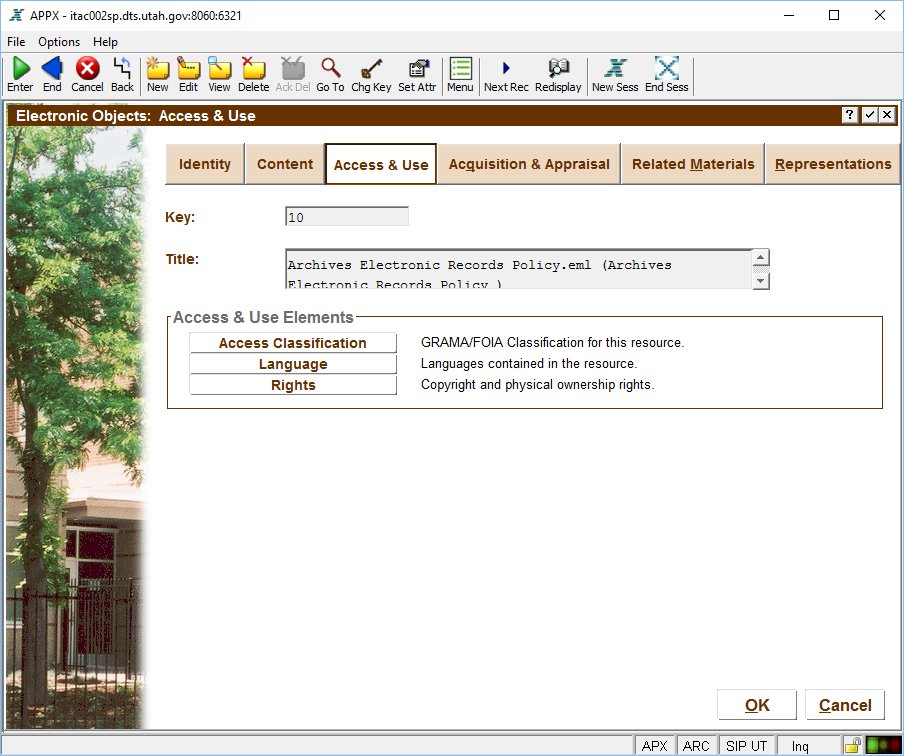 APPX - itac002sp.dts.utah.gov:8060:6321
File Options Help
Enter End Cancel Back New Edit View Delete Ack Del Go To Chg Key Set Attr Menu Next Rec Redisplay New Sess End Sess
Electronic Objects: Access & Use ?
Identity Content Access & Use Acquisition & Appraisal Related Materials Representations
Key: 10
Title: Archives Electronic Records Policy.eml (Archives
Electronic Records Policy )
Access & Use Elements
Access Classification GRAMA/FOIA Classification for this resource.
Language Languages contained in the resource.
Rights Copyright and physical ownership rights.
OK Cancel
APX ARC SIP UT Inq